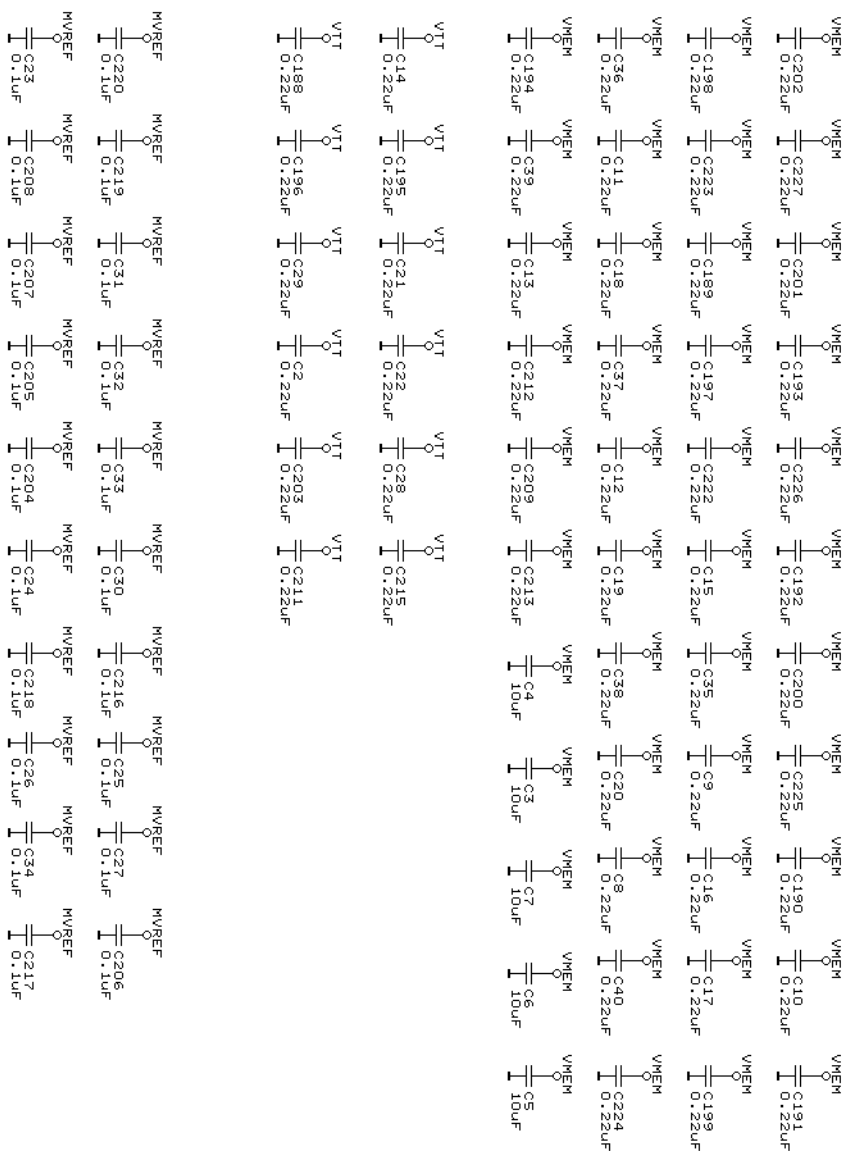 VMEM VMEM VMEM VMEM VMEM VMEM VMEM VMEM VMEM VMEM VMEM
C202 C227 C201 C193 C226 C192 C200 C225 C190 C10 C191
0.22uF 0.22uF 0.22uF 0.22uF 0.22uF 0.22uF 0.22uF 0.22uF 0.22uF 0.22uF 0.22uF
VMEM VMEM VMEM VMEM VMEM VMEM VMEM VMEM VMEM VMEM VMEM
C198 C223 C189 C197 C222 C15 C35 C9 C16 C17 C199
0.22uF 0.22uF 0.22uF 0.22uF 0.22uF 0.22uF 0.22uF 0.22uF 0.22uF 0.22uF 0.22uF
VMEM VMEM VMEM VMEM VMEM VMEM VMEM VMEM VMEM VMEM VMEM
C36 C11 C18 C37 C12 C19 C38 C20 C8 C40 C224
0.22uF 0.22uF 0.22uF 0.22uF 0.22uF 0.22uF 0.22uF 0.22uF 0.22uF 0.22uF 0.22uF
VMEM VMEM VMEM VMEM VMEM VMEM VMEM VMEM VMEM VMEM VMEM
C194 C39 C13 C212 C209 C213 C4 C3 C7 C6 C5
0.22uF 0.22uF 0.22uF 0.22uF 0.22uF 0.22uF 10uF 10uF 10uF 10uF 10uF
VTT VTT VTT VTT VTT VTT
C14 C195 C21 C22 C28 C215
0.22uF 0.22uF 0.22uF 0.22uF 0.22uF 0.22uF
VTT VTT VTT VTT VTT VTT
C188 C196 C29 C2 C203 C211
0.22uF 0.22uF 0.22uF 0.22uF 0.22uF 0.22uF
MVREF MVREF MVREF MVREF MVREF MVREF MVREF MVREF MVREF MVREF
C220 C219 C31 C32 C33 C30 C216 C25 C27 C206
0.1uF 0.1uF 0.1uF 0.1uF 0.1uF 0.1uF 0.1uF 0.1uF 0.1uF 0.1uF
MVREF MVREF MVREF MVREF MVREF MVREF MVREF MVREF MVREF MVREF
C23 C208 C207 C205 C204 C24 C218 C26 C34 C217
0.1uF 0.1uF 0.1uF 0.1uF 0.1uF 0.1uF 0.1uF 0.1uF 0.1uF 0.1uF